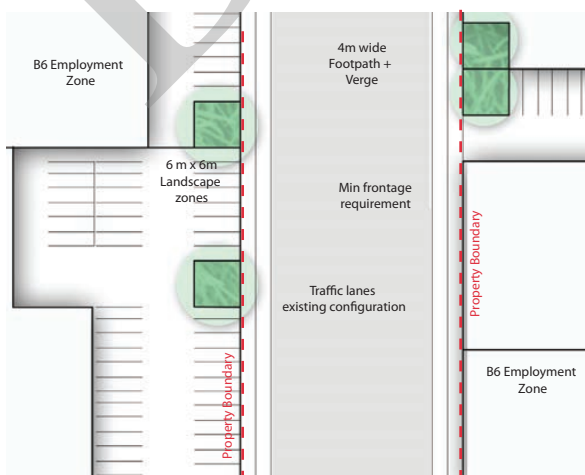 B6 Employment
Zone
4m wide
Footpath +
Verge
6 m x 6m
Landscape
zones
Min frontage
requirement
Traffic lanes
existing configuration
Property Boundary
Property Boundary
B6 Employment
Zone